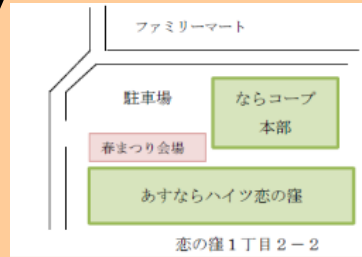 ファミリーマート
駐車場
ならコープ
本部
春まつり会場
あすならハイツ恋の窪
恋の窪１丁目２－２